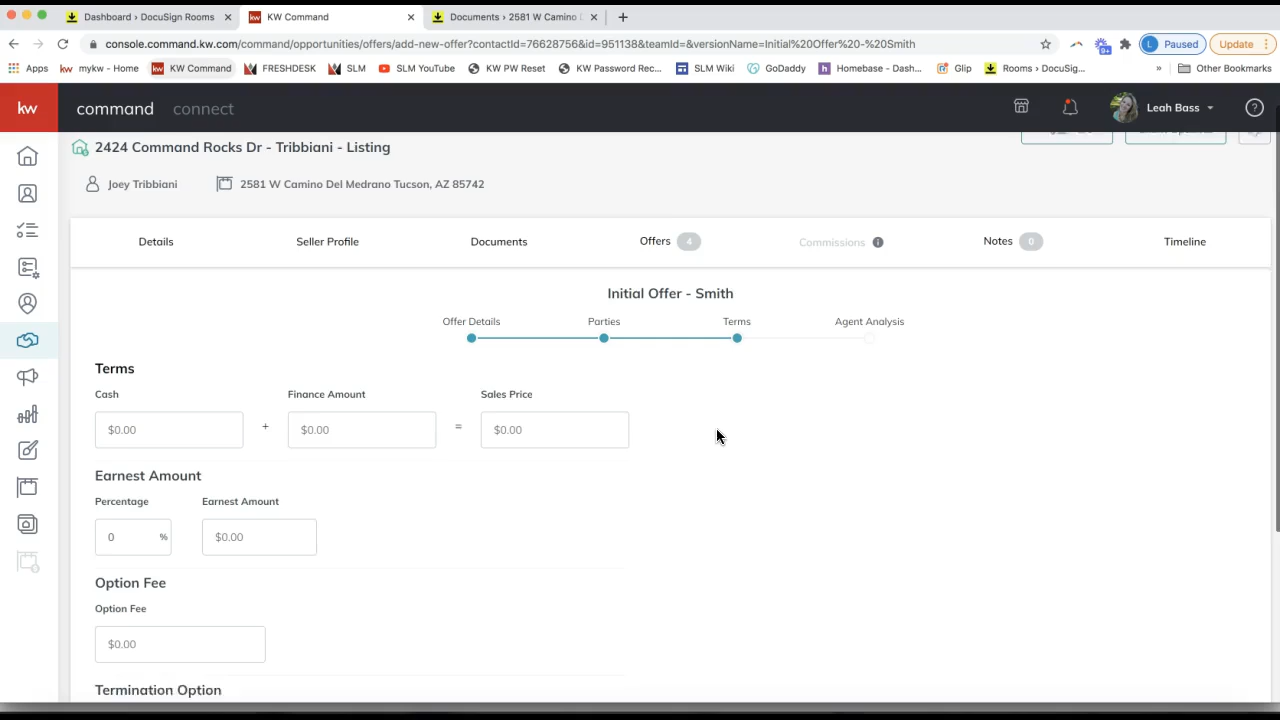 Dashboard › DocuSign Rooms
KW Command
Documents › 2581 W Camino
console.command.kw.com/command/opportunities/offers/add-new-offer?contactId=76628756&id=951138&teamId=&versionName=Initial%20Offer%20-%20Smith
L Paused
Update
Apps
kw mykw - Home
kw KW Command
FRESHDESK
SLM
SLM YouTube
KW PW Reset
KW Password Rec...
SLM Wiki
GoDaddy
h Homebase - Dash...
Glip
Rooms › DocuSig...
»
Other Bookmarks
kw
command
connect
Leah Bass
?
2424 Command Rocks Dr - Tribbiani - Listing
Joey Tribbiani
2581 W Camino Del Medrano Tucson, AZ 85742
Details
Seller Profile
Documents
Offers 4
Commissions i
Notes 0
Timeline
Initial Offer - Smith
Offer Details
Parties
Terms
Agent Analysis
Terms
Cash
Finance Amount
Sales Price
$0.00
+
$0.00
=
$0.00
Earnest Amount
Percentage
Earnest Amount
0 %
$0.00
Option Fee
Option Fee
$0.00
Termination Option